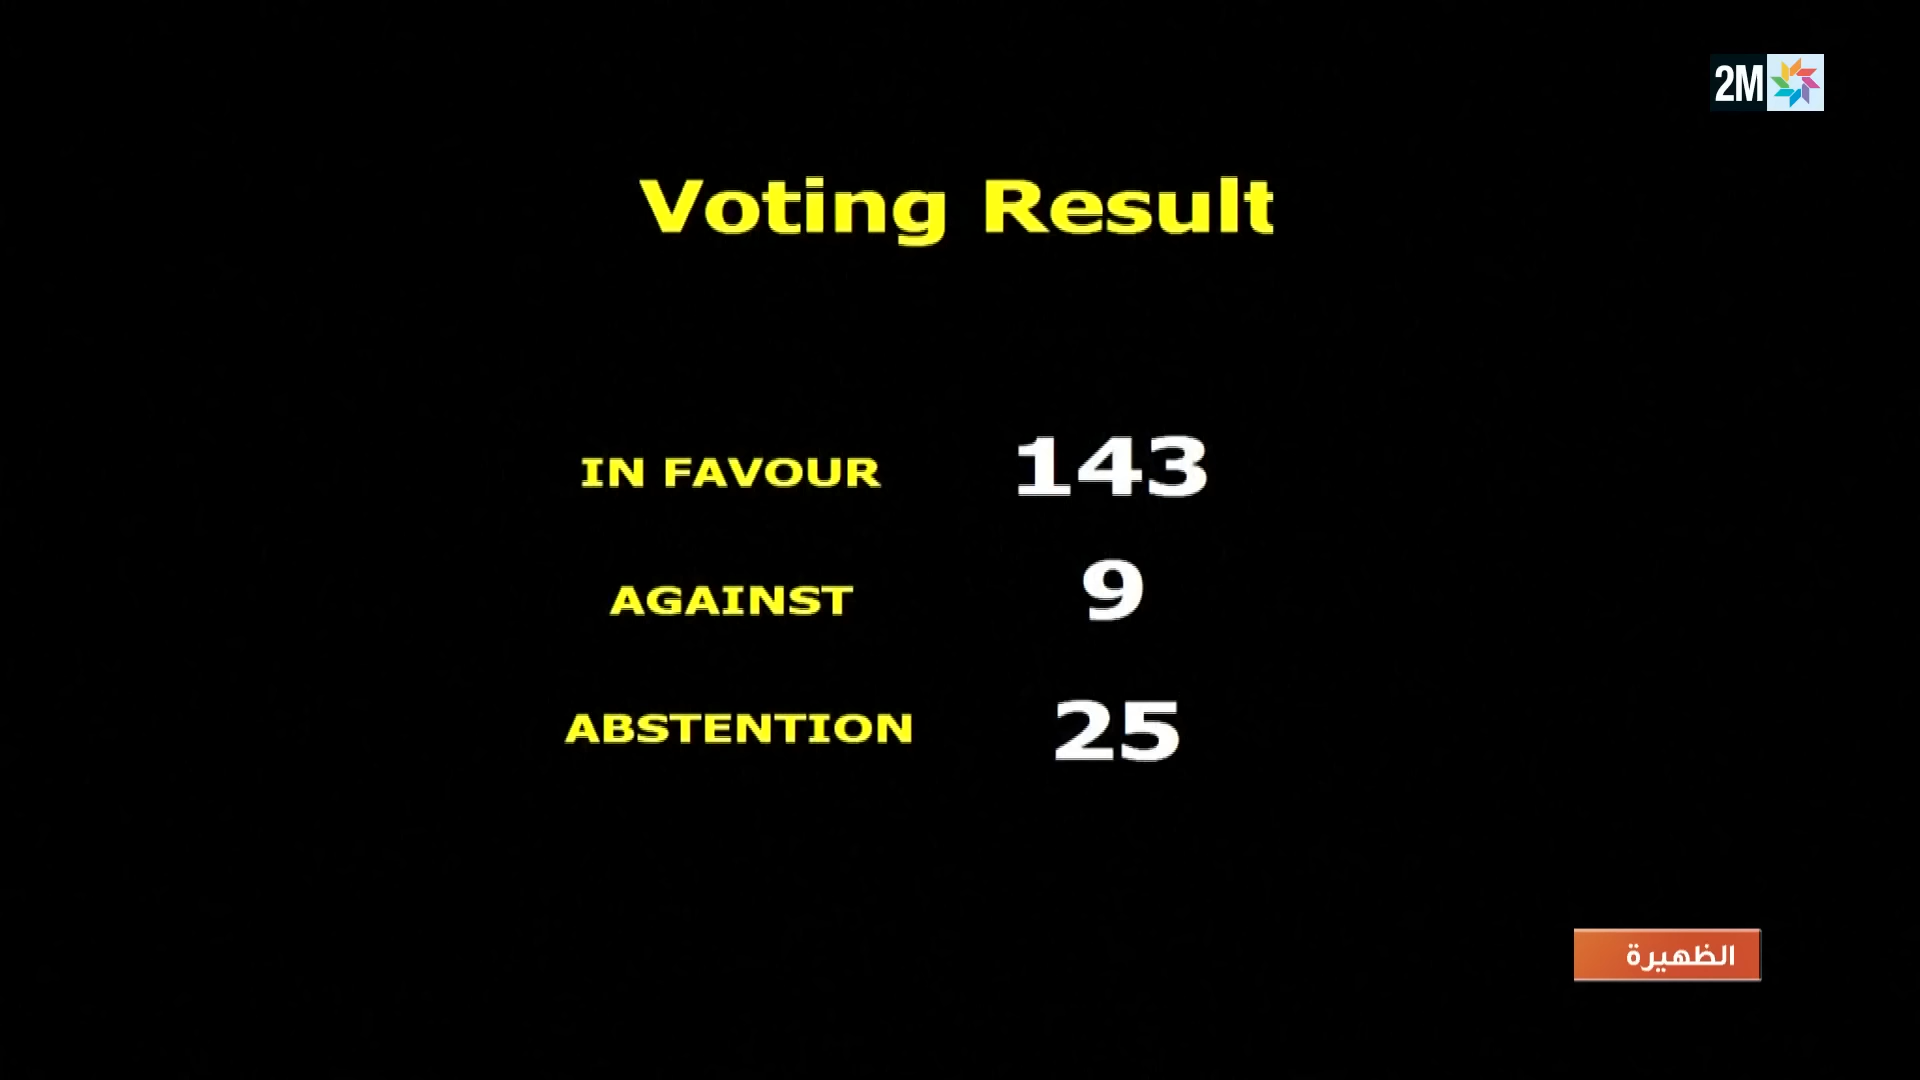 2M
Voting Result
IN FAVOUR 143
AGAINST 9
ABSTENTION 25
الظهيرة